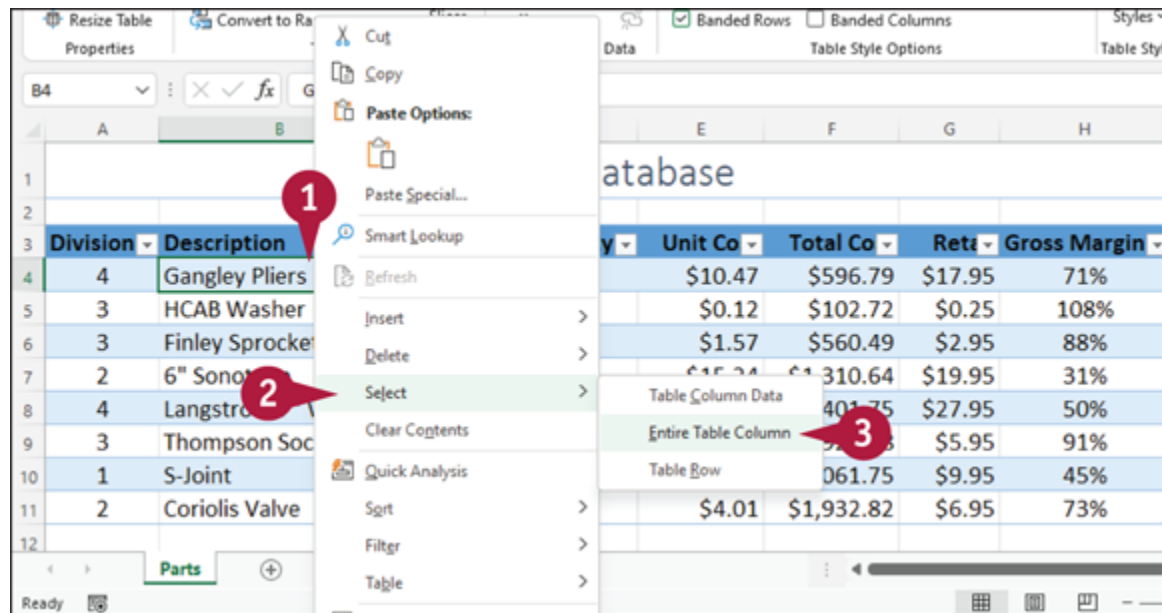 Resize Table
Convert to Ra
Banded Rows
Banded Columns
Styles
Properties
Data
Table Style Options
Table Sty
B4
fx
G
A
B
E
F
G
H
1
atabase
2
3 Division Description y Unit Co Total Co Reta Gross Margin
4 4 Gangley Pliers $10.47 $596.79 $17.95 71%
5 3 HCAB Washer $0.12 $102.72 $0.25 108%
6 3 Finley Sprocket $1.57 $560.49 $2.95 88%
7 2 6" Sono 310.64 $19.95 31%
8 4 Langstro $27.95 50%
9 3 Thompson Soc $5.95 91%
10 1 S-Joint 061.75 $9.95 45%
11 2 Coriolis Valve $4.01 $1,932.82 $6.95 73%
12
Cut
Copy
Paste Options:
Paste Special...
Smart Lookup
Refresh
Insert
Delete
Select
Clear Contents
Quick Analysis
Sort
Filter
Table
Table Column Data
Entire Table Column
Table Row
1
2
3
Parts
Ready